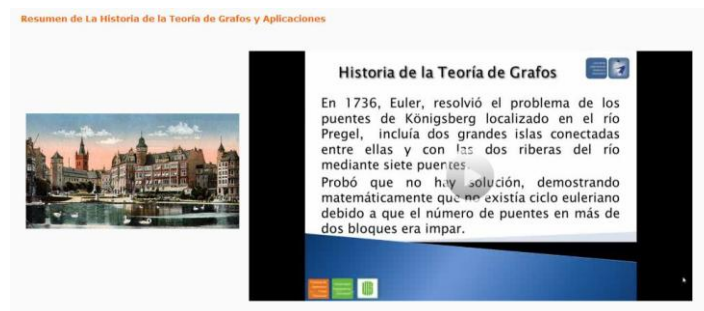 Resumen de La Historia de la Teoría de Grafos y Aplicaciones
Historia de la Teoría de Grafos
En 1736, Euler, resolvió el problema de los
puentes de Königsberg localizado en el río
Pregel, incluía dos grandes islas conectadas
entre ellas y con las dos riberas del río
mediante siete puentes.
Probó que no hay solución, demostrando
matemáticamente que no existía ciclo euleriano
debido a que el número de puentes en más de
dos bloques era impar.